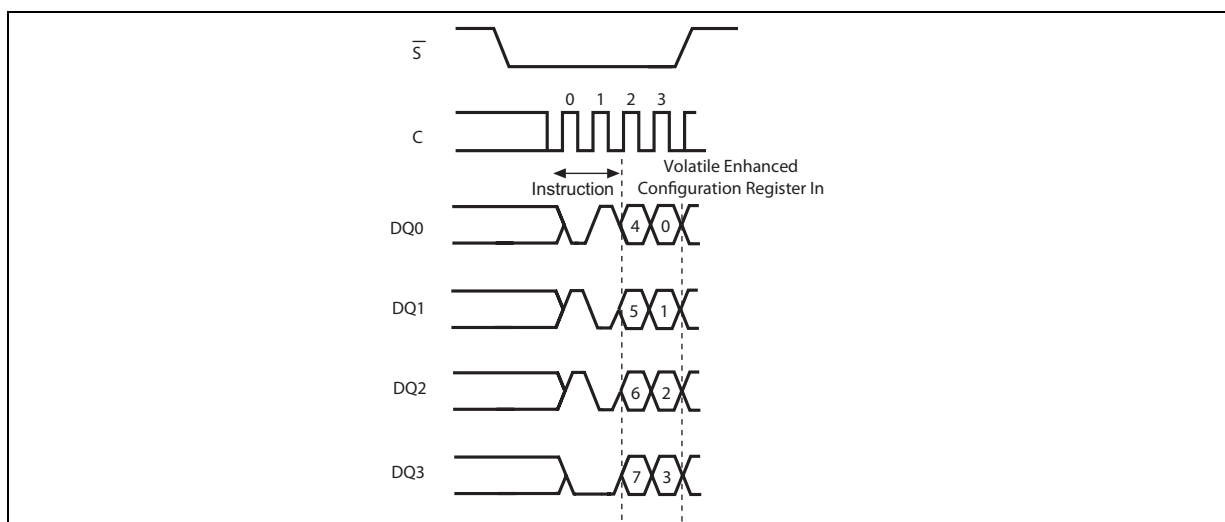 S
0 1 2 3
C
Volatile Enhanced
Instruction Configuration Register In
DQ0 4 0
DQ1 5 1
DQ2 6 2
DQ3 7 3